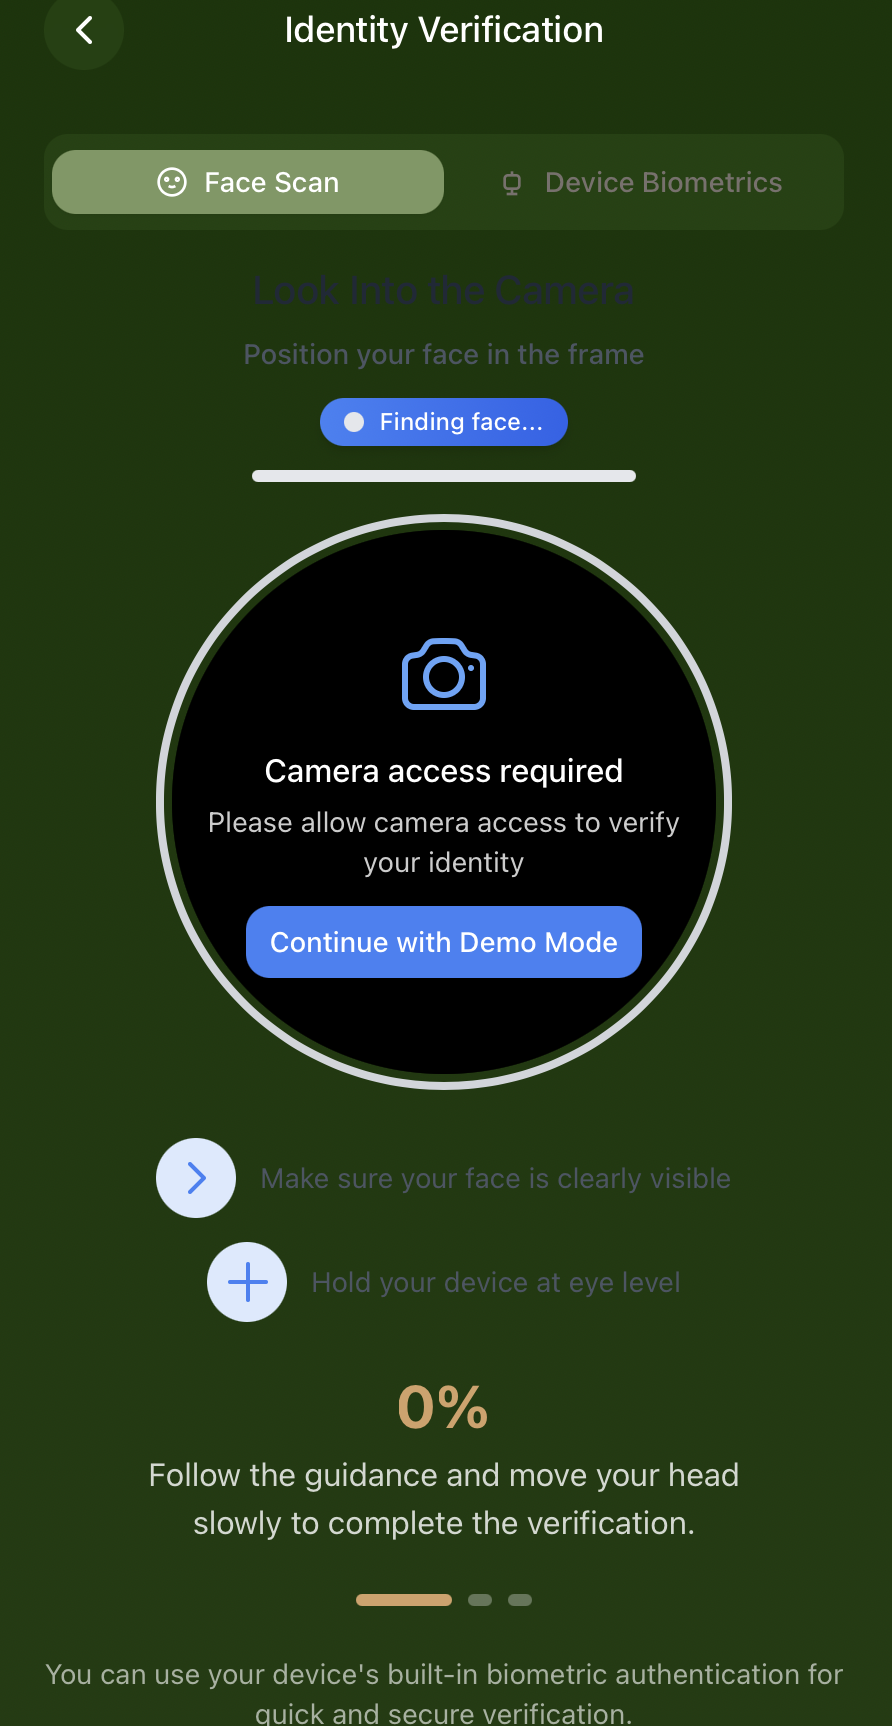 Identity Verification
Face Scan
Device Biometrics
Look Into the Camera
Position your face in the frame
Finding face...
Camera access required
Please allow camera access to verify
your identity
Continue with Demo Mode
Make sure your face is clearly visible
Hold your device at eye level
0%
Follow the guidance and move your head
slowly to complete the verification.
You can use your device's built-in biometric authentication for
quick and secure verification.